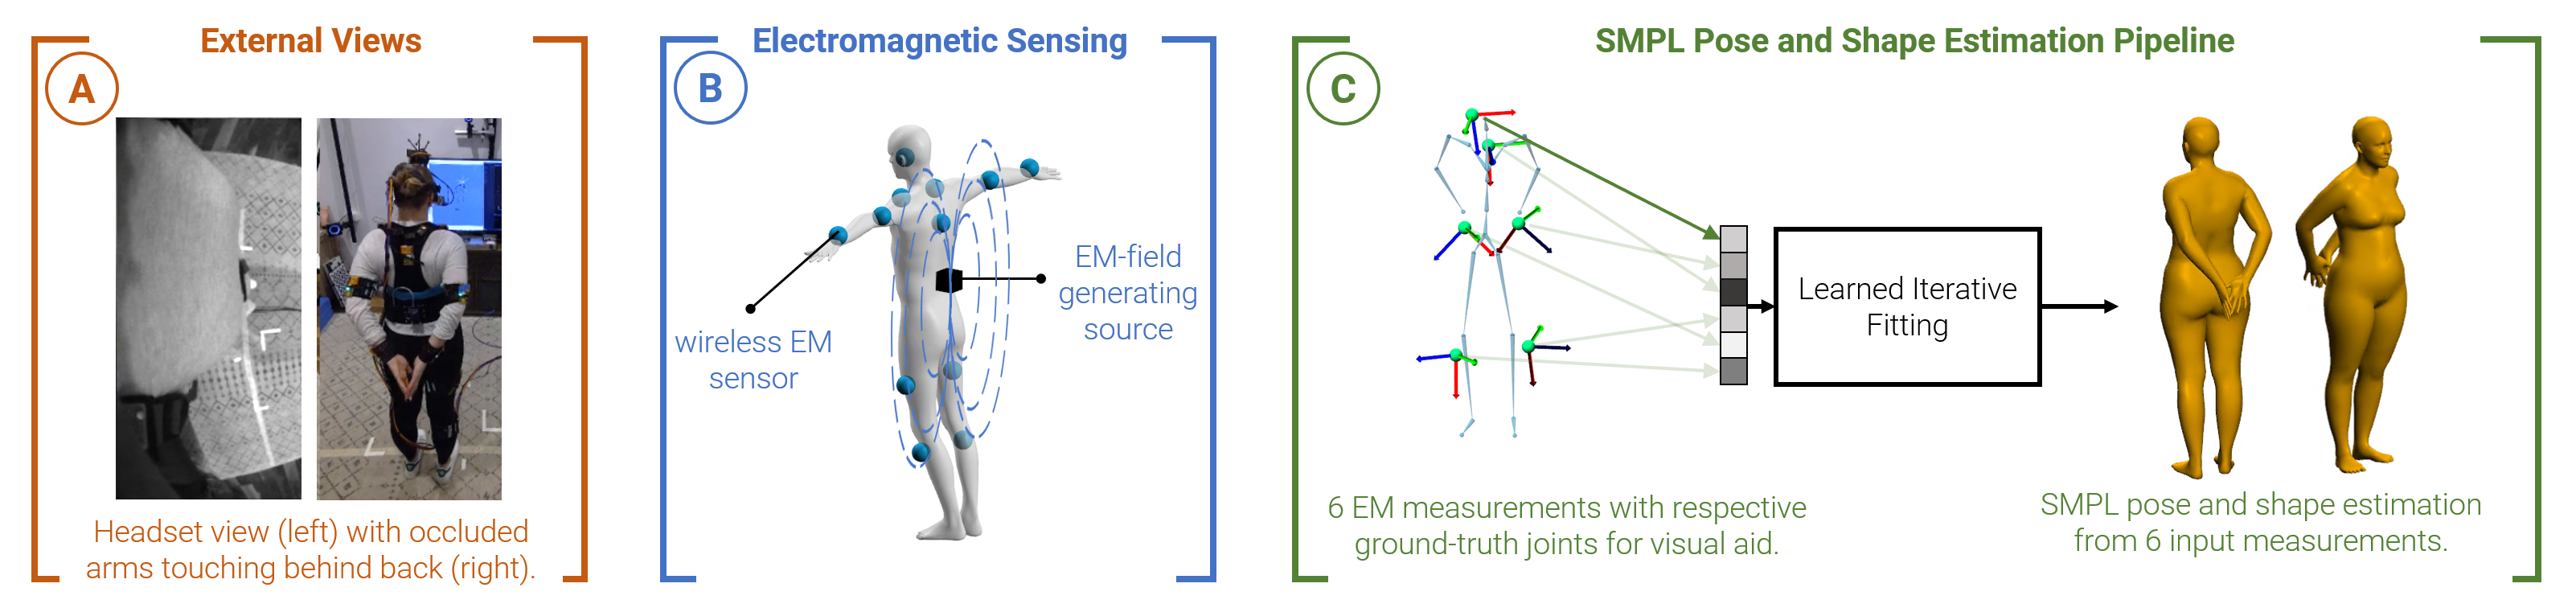 External Views
A
Headset view (left) with occluded
arms touching behind back (right).
Electromagnetic Sensing
B
wireless EM
sensor
EM-field
generating
source
SMPL Pose and Shape Estimation Pipeline
C
Learned Iterative
Fitting
6 EM measurements with respective
ground-truth joints for visual aid.
SMPL pose and shape estimation
from 6 input measurements.